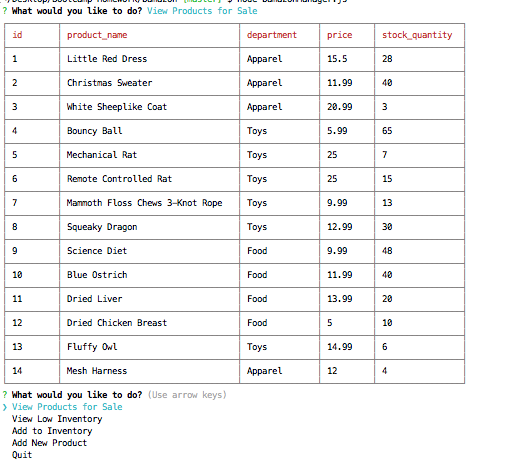 ? What would you like to do? View Products for Sale
id product_name department price stock_quantity
1 Little Red Dress Apparel 15.5 28
2 Christmas Sweater Apparel 11.99 40
3 White Sheeplike Coat Apparel 20.99 3
4 Bouncy Ball Toys 5.99 65
5 Mechanical Rat Toys 25 7
6 Remote Controlled Rat Toys 25 15
7 Mammoth Floss Chews 3-Knot Rope Toys 9.99 13
8 Squeaky Dragon Toys 12.99 30
9 Science Diet Food 9.99 48
10 Blue Ostrich Food 11.99 40
11 Dried Liver Food 13.99 20
12 Dried Chicken Breast Food 5 10
13 Fluffy Owl Toys 14.99 6
14 Mesh Harness Apparel 12 4
? What would you like to do? (Use arrow keys)
❯ View Products for Sale
View Low Inventory
Add to Inventory
Add New Product
Quit